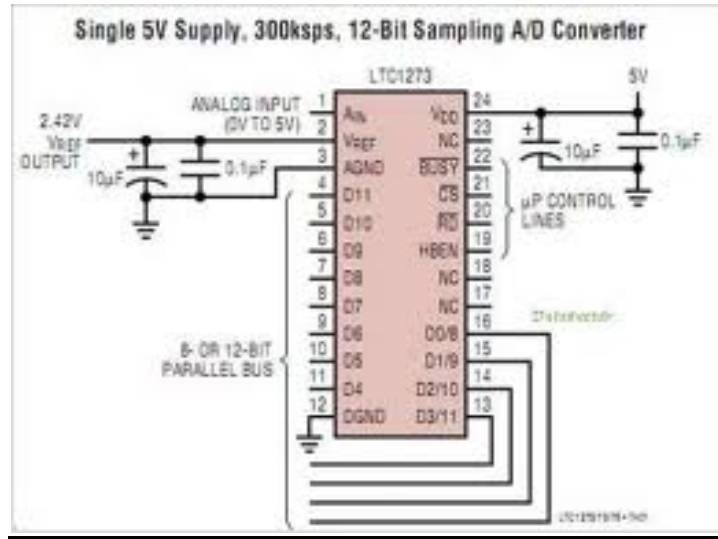 Single 5V Supply, 300ksps, 12-Bit Sampling A/D Converter
LTC1273
5V
ANALOG INPUT
(0V TO 5V)
2.42V
VREF
OUTPUT
10µF
0.1µF
1
2
3
4
5
6
7
8
9
10
11
12
AIN
VREF
AGND
D11
D10
D9
D8
D7
D6
D5
D4
DGND
VDD
NC
BUSY
CS
RD
HBEN
NC
NC
D0/8
D1/9
D2/10
D3/11
24
23
22
21
20
19
18
17
16
15
14
13
10µF
0.1µF
µP CONTROL
LINES
8- OR 12-BIT
PARALLEL BUS